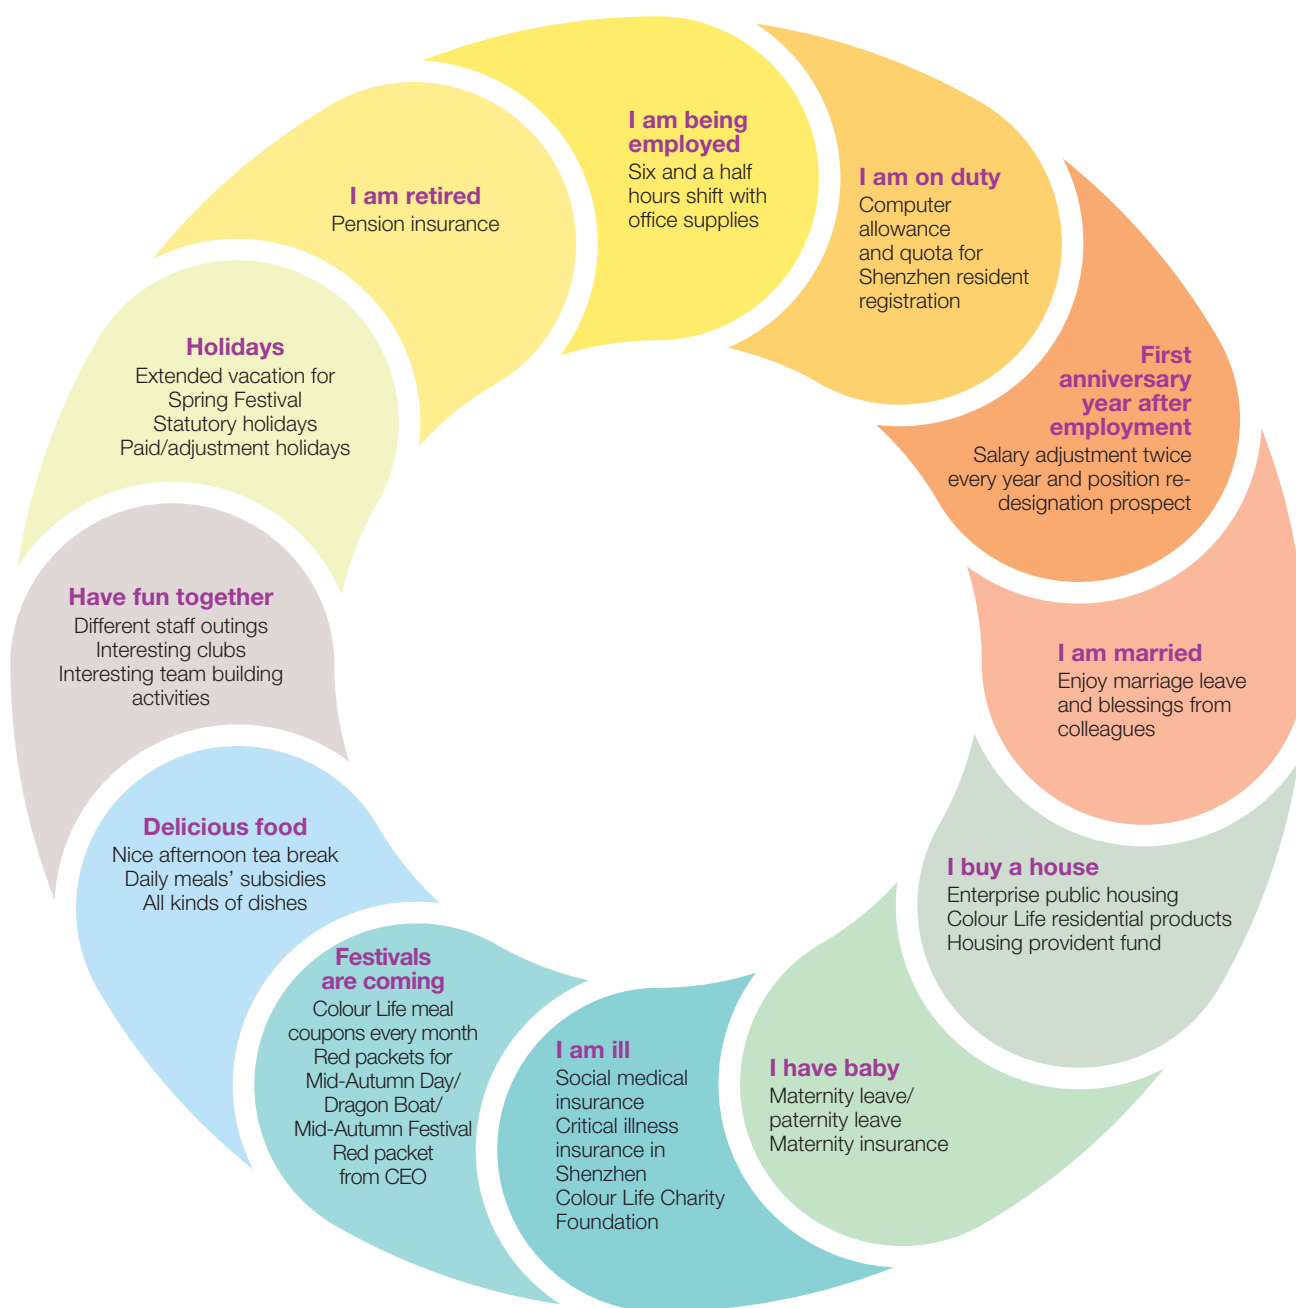 I am being
employed
Six and a half
hours shift with
office supplies
I am on duty
Computer
allowance
and quota for
Shenzhen resident
registration
First
anniversary
year after
employment
Salary adjustment twice
every year and position re-
designation prospect
I am married
Enjoy marriage leave
and blessings from
colleagues
I buy a house
Enterprise public housing
Colour Life residential products
Housing provident fund
I have baby
Maternity leave/
paternity leave
Maternity insurance
I am ill
Social medical
insurance
Critical illness
insurance in
Shenzhen
Colour Life Charity
Foundation
Festivals
are coming
Colour Life meal
coupons every month
Red packets for
Mid-Autumn Day/
Dragon Boat/
Mid-Autumn Festival
Red packet
from CEO
Delicious food
Nice afternoon tea break
Daily meals’ subsidies
All kinds of dishes
Have fun together
Different staff outings
Interesting clubs
Interesting team building
activities
Holidays
Extended vacation for
Spring Festival
Statutory holidays
Paid/adjustment holidays
I am retired
Pension insurance